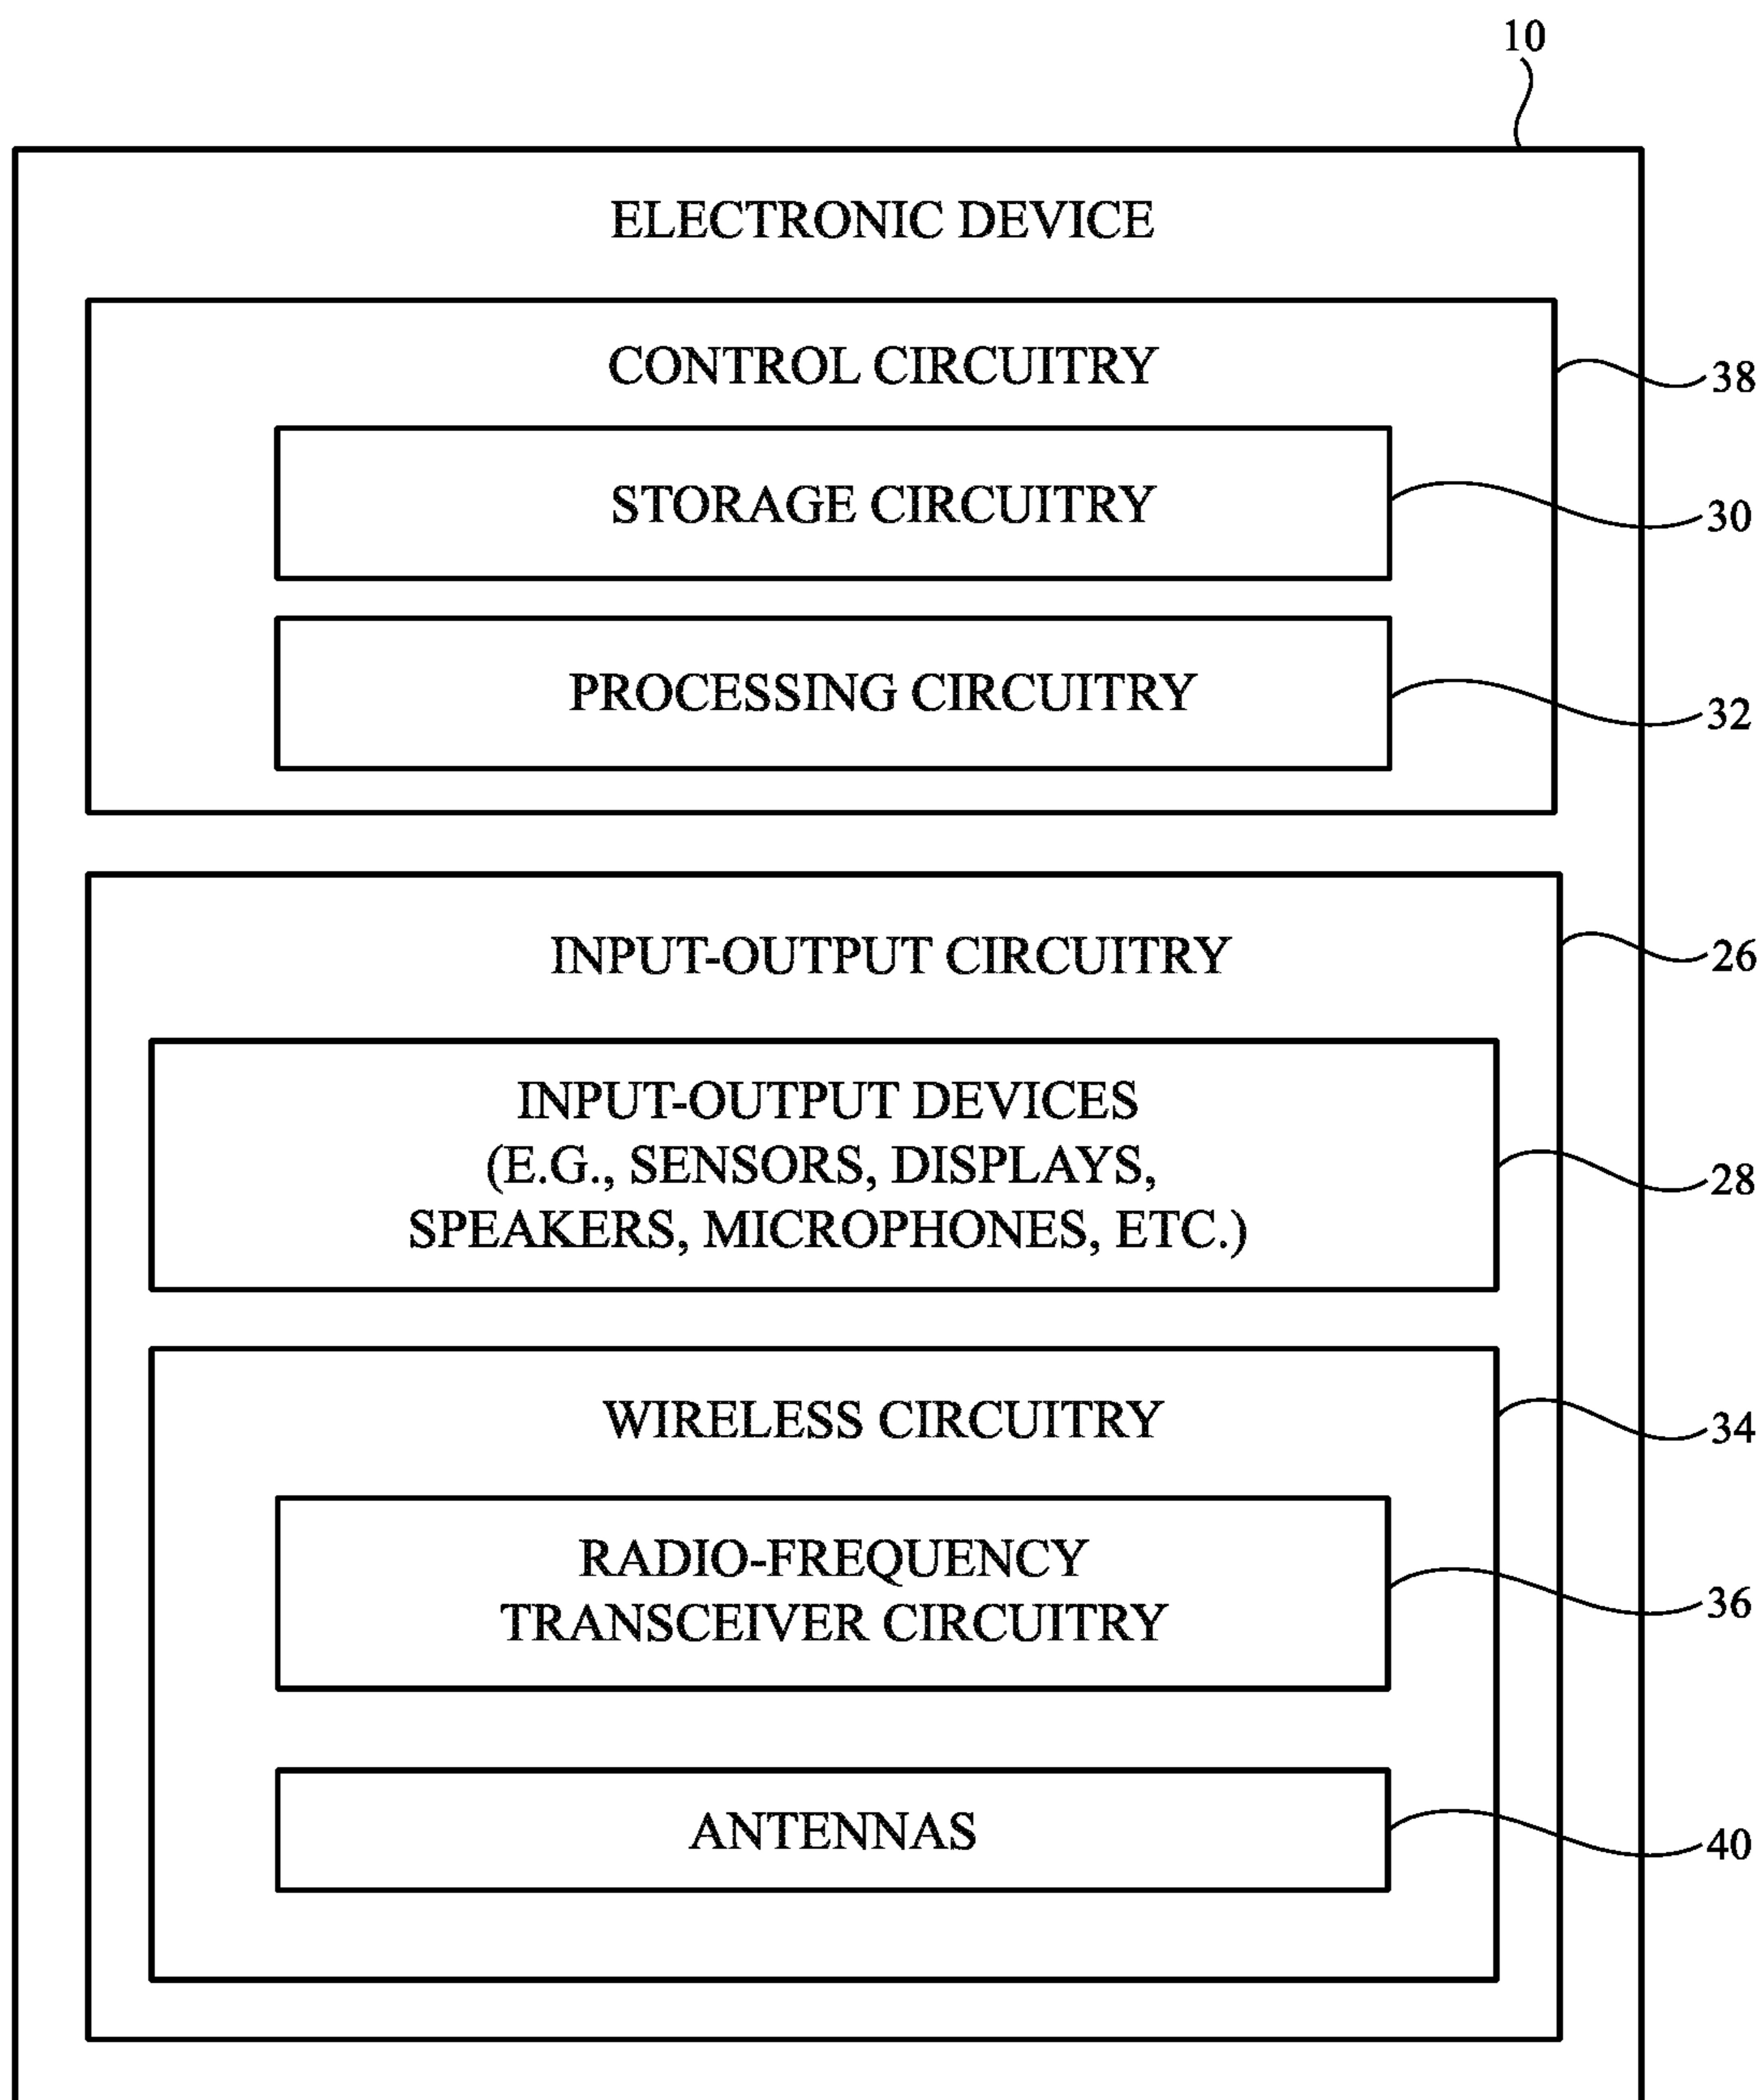 10
ELECTRONIC DEVICE
CONTROL CIRCUITRY
38
STORAGE CIRCUITRY
30
PROCESSING CIRCUITRY
32
INPUT-OUTPUT CIRCUITRY
26
INPUT-OUTPUT DEVICES
(E.G., SENSORS, DISPLAYS,
SPEAKERS, MICROPHONES, ETC.)
28
WIRELESS CIRCUITRY
34
RADIO-FREQUENCY
TRANSCEIVER CIRCUITRY
36
ANTENNAS
40